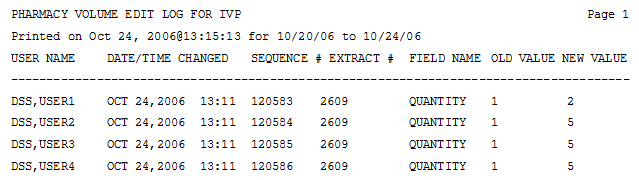 PHARMACY VOLUME EDIT LOG FOR IVP Page 1
Printed on Oct 24, 2006@13:15:13 for 10/20/06 to 10/24/06
USER NAME DATE/TIME CHANGED SEQUENCE # EXTRACT # FIELD NAME OLD VALUE NEW VALUE
--------------------------------------------------------------------------------
DSS,USER1 OCT 24,2006 13:11 120583 2609 QUANTITY 1 2
DSS,USER2 OCT 24,2006 13:11 120584 2609 QUANTITY 1 5
DSS,USER3 OCT 24,2006 13:11 120585 2609 QUANTITY 1 5
DSS,USER4 OCT 24,2006 13:11 120586 2609 QUANTITY 1 5